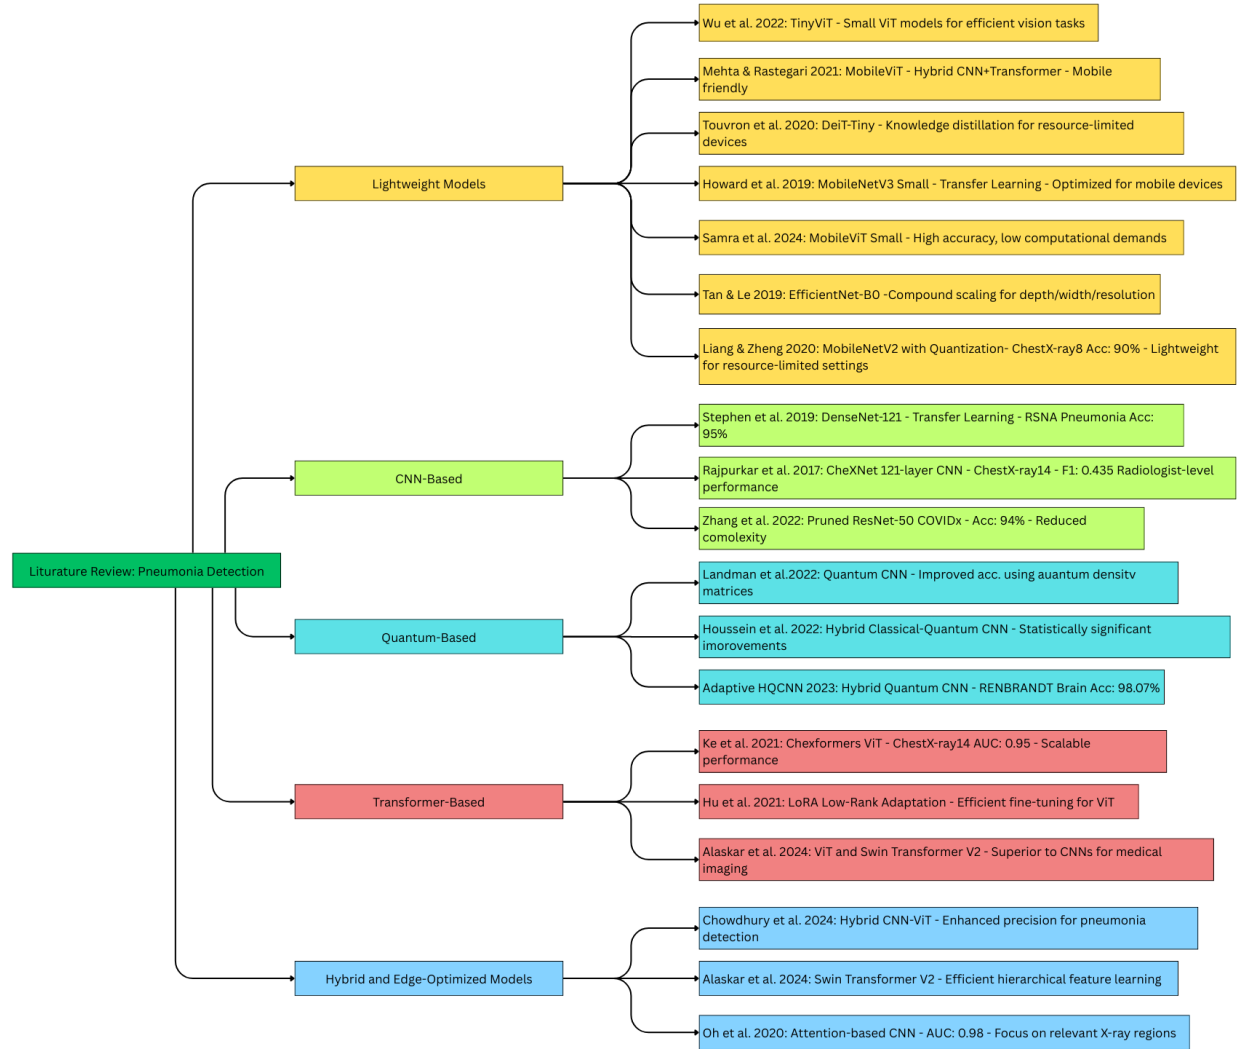 Wu et al. 2022: TinyViT - Small ViT models for efficient vision tasks
Mehta & Rastegari 2021: MobileViT - Hybrid CNN+Transformer - Mobile
friendly
Touvron et al. 2020: DeiT-Tiny - Knowledge distillation for resource-limited
devices
Lightweight Models
Howard et al. 2019: MobileNetV3 Small - Transfer Learning - Optimized for mobile devices
Samra et al. 2024: MobileViT Small - High accuracy, low computational demands
Tan & Le 2019: EfficientNet-B0 -Compound scaling for depth/width/resolution
Liang & Zheng 2020: MobileNetV2 with Quantization- ChestX-ray8 Acc: 90% - Lightweight
for resource-limited settings
Stephen et al. 2019: DenseNet-121 - Transfer Learning - RSNA Pneumonia Acc:
95%
CNN-Based
Rajpurkar et al. 2017: CheXNet 121-layer CNN - ChestX-ray14 - F1: 0.435 Radiologist-level
performance
Zhang et al. 2022: Pruned ResNet-50 COVIDx - Acc: 94% - Reduced
comolexity
Liturature Review: Pneumonia Detection
Landman et al.2022: Quantum CNN - Improved acc. using auantum densitv
matrices
Quantum-Based
Houssein et al. 2022: Hybrid Classical-Quantum CNN - Statistically significant
imorovements
Adaptive HQCNN 2023: Hybrid Quantum CNN - RENBRANDT Brain Acc: 98.07%
Ke et al. 2021: Chexformers ViT - ChestX-ray14 AUC: 0.95 - Scalable
performance
Transformer-Based
Hu et al. 2021: LoRA Low-Rank Adaptation - Efficient fine-tuning for ViT
Alaskar et al. 2024: ViT and Swin Transformer V2 - Superior to CNNs for medical
imaging
Chowdhury et al. 2024: Hybrid CNN-ViT - Enhanced precision for pneumonia
detection
Hybrid and Edge-Optimized Models
Alaskar et al. 2024: Swin Transformer V2 - Efficient hierarchical feature learning
Oh et al. 2020: Attention-based CNN - AUC: 0.98 - Focus on relevant X-ray regions